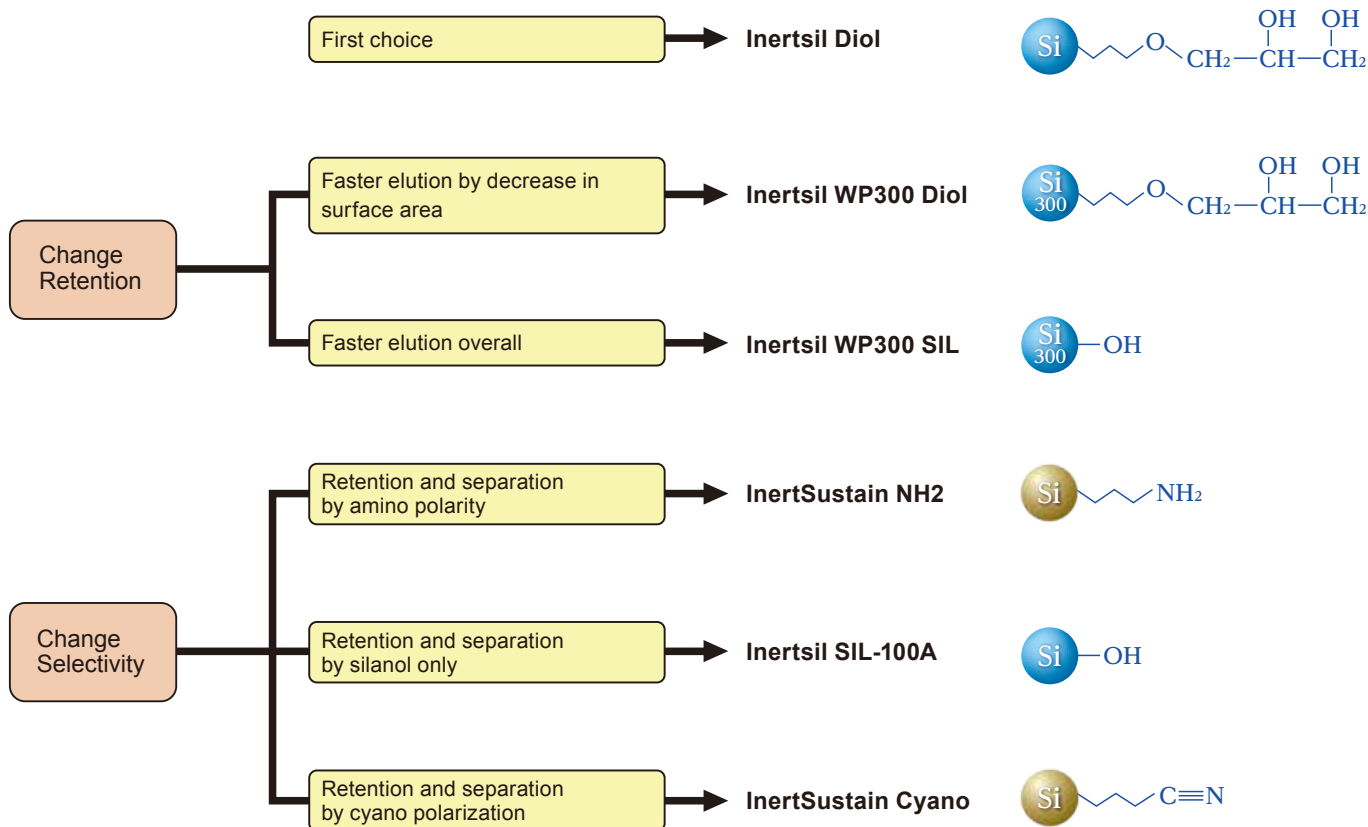 First choice
Inertsil Diol
Si
O
CH₂—CH—CH₂
OH OH
Change
Retention
Faster elution by decrease in
surface area
Inertsil WP300 Diol
Si
300
O
CH₂—CH—CH₂
OH OH
Faster elution overall
Inertsil WP300 SIL
Si
300
OH
Change
Selectivity
Retention and separation
by amino polarity
InertSustain NH2
Si
NH₂
Retention and separation
by silanol only
Inertsil SIL-100A
Si
OH
Retention and separation
by cyano polarization
InertSustain Cyano
Si
C≡N